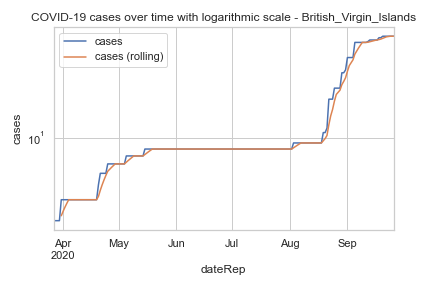 COVID-19 cases over time with logarithmic scale - British_Virgin_Islands
cases
cases (rolling)
cases
10^1
Apr
2020
May
Jun
Jul
Aug
Sep
dateRep